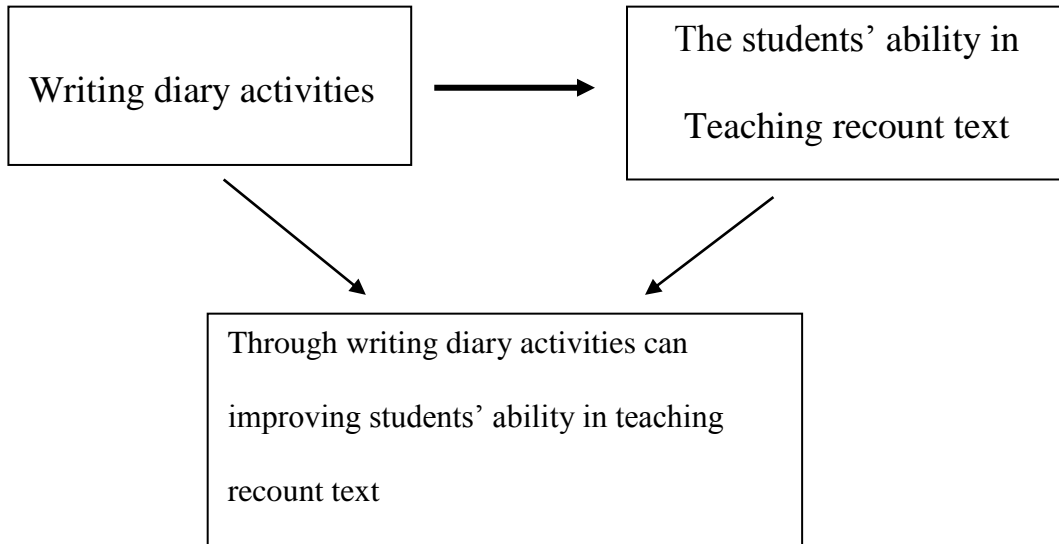 Writing diary activities
The students’ ability in
Teaching recount text
Through writing diary activities can
improving students’ ability in teaching
recount text